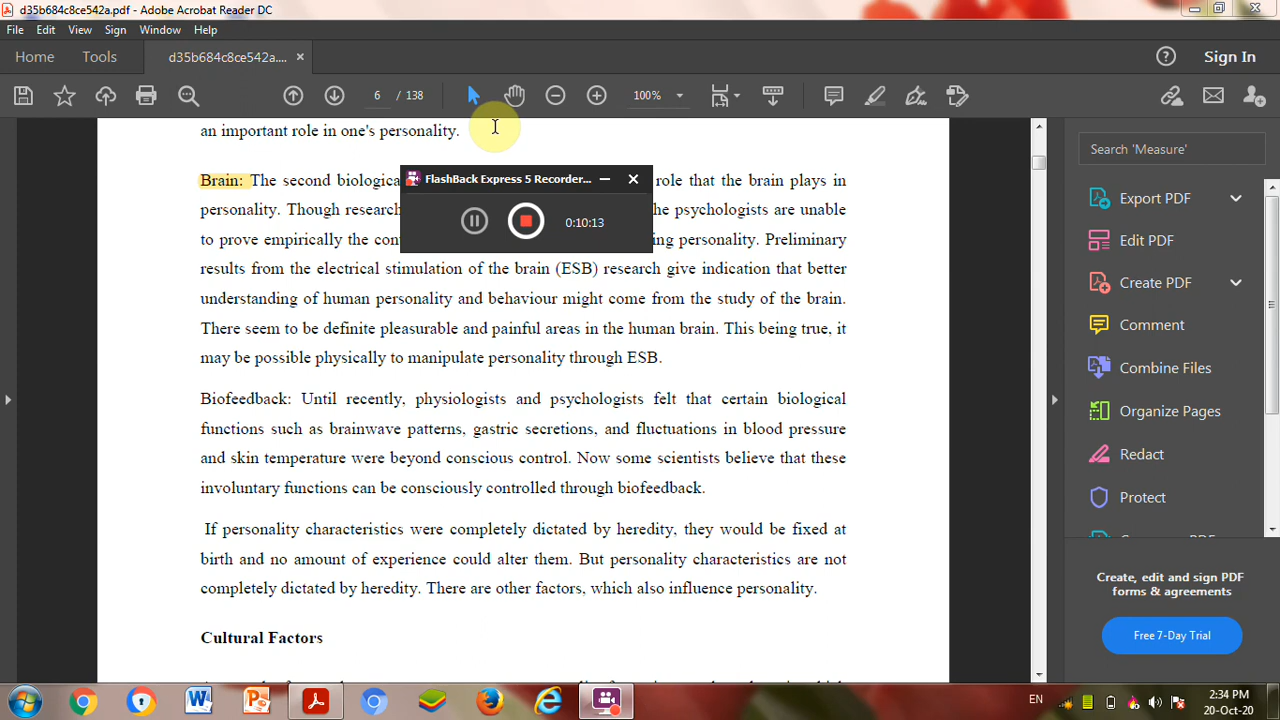 d35b684c8ce542a.pdf - Adobe Acrobat Reader DC
File Edit View Sign Window Help
Home Tools d35b684c8ce542a.... × Sign In
6 / 138 100%
an important role in one's personality.
Brain: The second biologica role that the brain plays in
personality. Though research he psychologists are unable
to prove empirically the con ing personality. Preliminary
results from the electrical stimulation of the brain (ESB) research give indication that better
understanding of human personality and behaviour might come from the study of the brain.
There seem to be definite pleasurable and painful areas in the human brain. This being true, it
may be possible physically to manipulate personality through ESB.
Biofeedback: Until recently, physiologists and psychologists felt that certain biological
functions such as brainwave patterns, gastric secretions, and fluctuations in blood pressure
and skin temperature were beyond conscious control. Now some scientists believe that these
involuntary functions can be consciously controlled through biofeedback.
If personality characteristics were completely dictated by heredity, they would be fixed at
birth and no amount of experience could alter them. But personality characteristics are not
completely dictated by heredity. There are other factors, which also influence personality.
Cultural Factors
FlashBack Express 5 Recorder...
0:10:13
Search 'Measure'
Export PDF
Edit PDF
Create PDF
Comment
Combine Files
Organize Pages
Redact
Protect
Create, edit and sign PDF
forms & agreements
Free 7-Day Trial
EN
2:34 PM
20-Oct-20